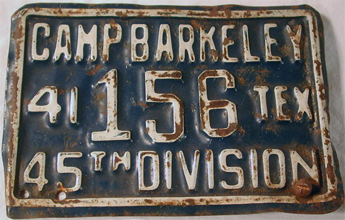 CAMP BARKELEY
41 156 TEX
45TH DIVISION